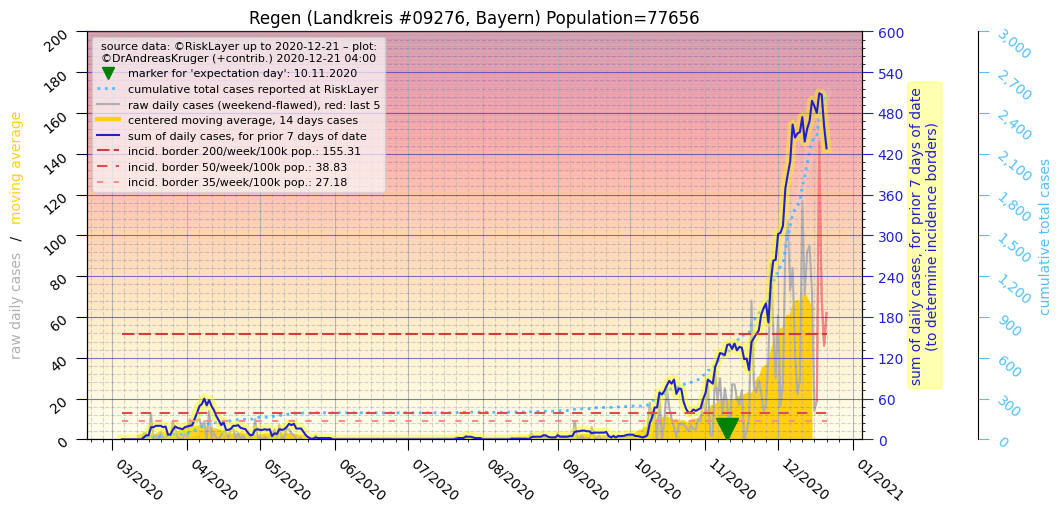 Regen (Landkreis #09276, Bayern) Population=77656
source data: ©RiskLayer up to 2020-12-21 – plot:
©DrAndreasKruger (+contrib.) 2020-12-21 04:00
marker for 'expectation day': 10.11.2020
cumulative total cases reported at RiskLayer
raw daily cases (weekend-flawed), red: last 5
centered moving average, 14 days cases
sum of daily cases, for prior 7 days of date
incid. border 200/week/100k pop.: 155.31
incid. border 50/week/100k pop.: 38.83
incid. border 35/week/100k pop.: 27.18
raw daily cases / moving average
200
180
160
140
120
100
80
60
40
20
0
03/2020
04/2020
05/2020
06/2020
07/2020
08/2020
09/2020
10/2020
11/2020
12/2020
01/2021
600
540
480
420
360
300
240
180
120
60
0
sum of daily cases, for prior 7 days of date
(to determine incidence borders)
3,000
2,700
2,400
2,100
1,800
1,500
1,200
900
600
300
0
cumulative total cases